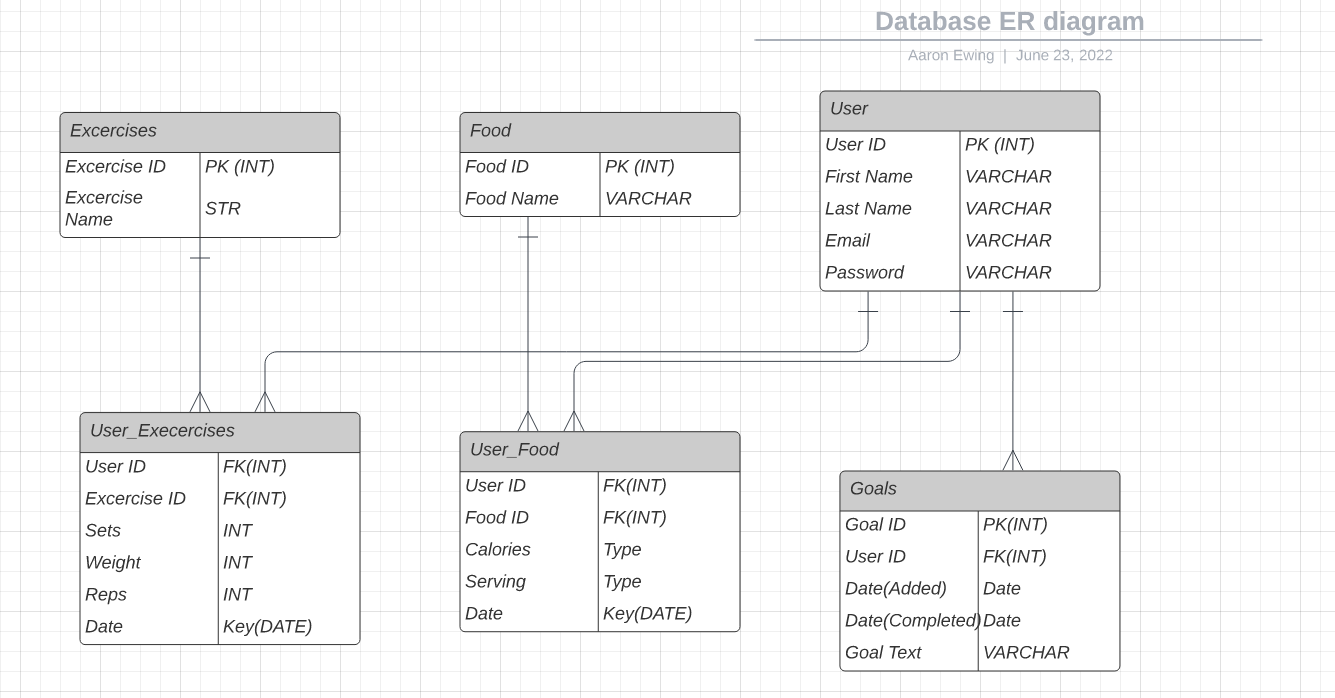 Database ER diagram
Aaron Ewing | June 23, 2022
Excercises
Excercise ID PK (INT)
Excercise
Name
STR
Food
Food ID PK (INT)
Food Name VARCHAR
User
User ID PK (INT)
First Name VARCHAR
Last Name VARCHAR
Email VARCHAR
Password VARCHAR
User_Execercises
User ID FK(INT)
Excercise ID FK(INT)
Sets INT
Weight INT
Reps INT
Date Key(DATE)
User_Food
User ID FK(INT)
Food ID FK(INT)
Calories Type
Serving Type
Date Key(DATE)
Goals
Goal ID PK(INT)
User ID FK(INT)
Date(Added) Date
Date(Completed) Date
Goal Text VARCHAR